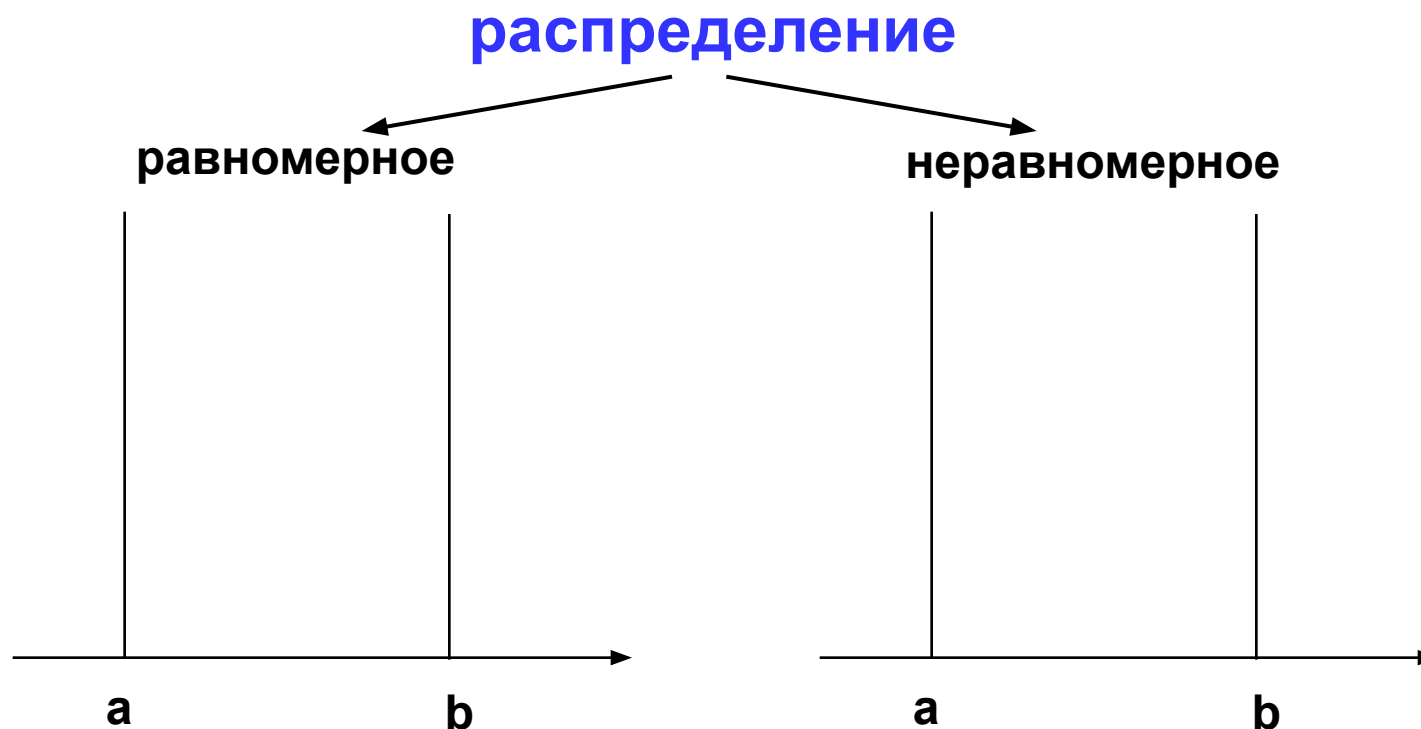 распределение
равномерное
неравномерное
a b a b